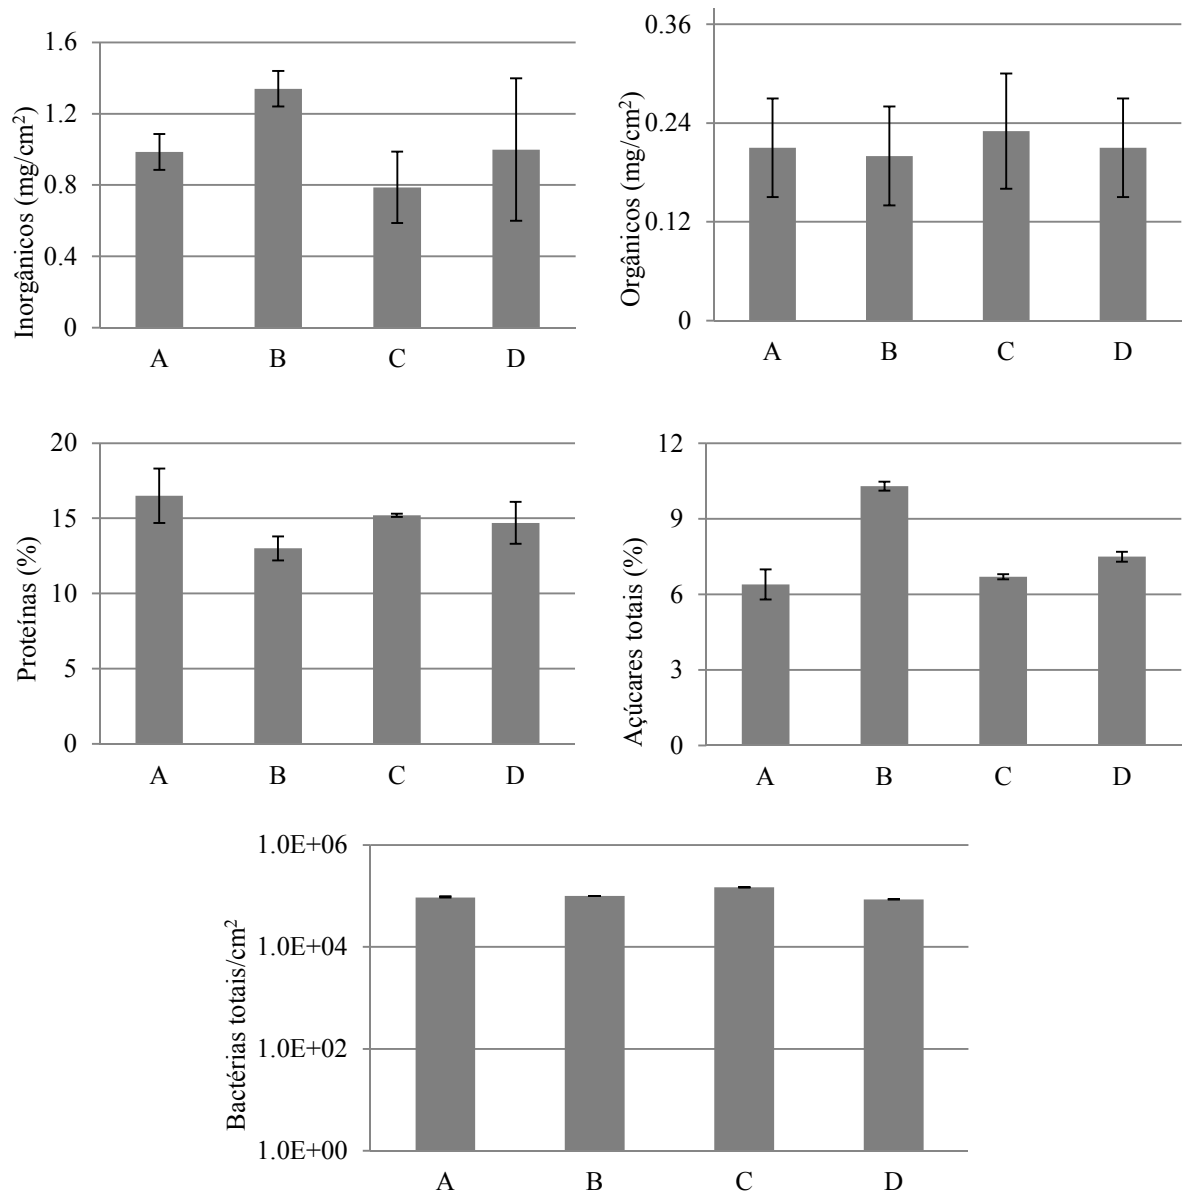 Inorgânicos (mg/cm²)
1.6
1.2
0.8
0.4
0
A B C D
Orgânicos (mg/cm²)
0.36
0.24
0.12
0
A B C D
Proteínas (%)
20
15
10
5
0
A B C D
Açúcares totais (%)
12
9
6
3
0
A B C D
Bactérias totais/cm²
1.0E+06
1.0E+04
1.0E+02
1.0E+00
A B C D